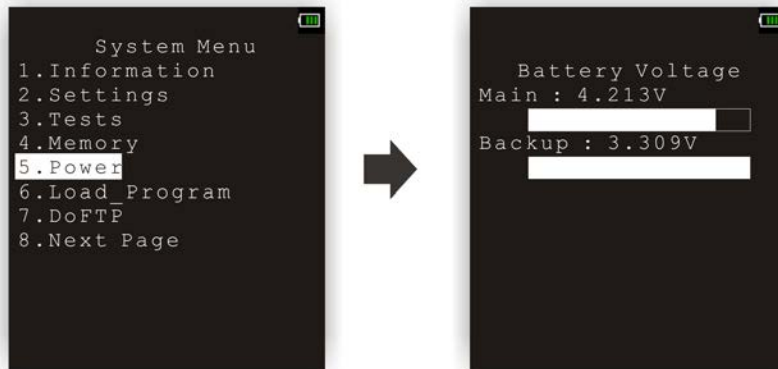 System Menu
1.Information
2.Settings
3.Tests
4.Memory
5.Power
6.Load_Program
7.DoFTP
8.Next Page
Battery Voltage
Main : 4.213V
Backup : 3.309V